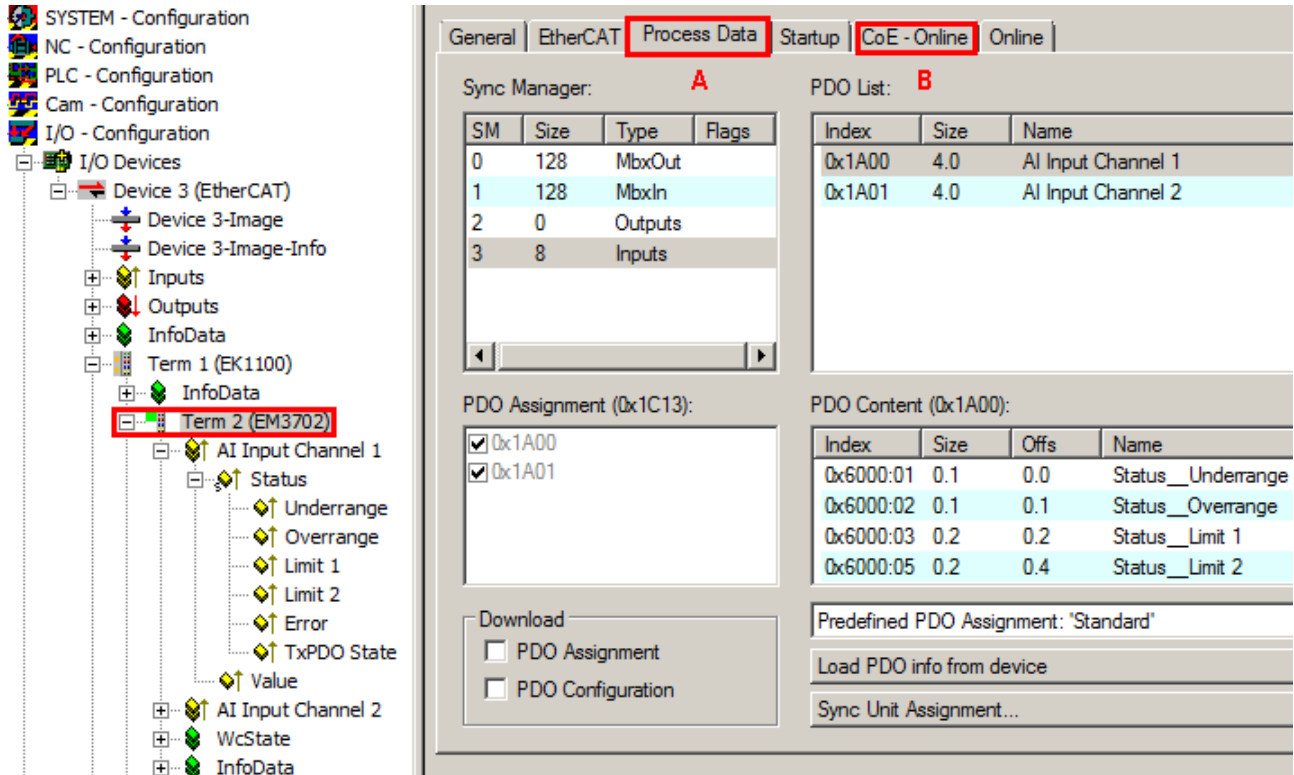 SYSTEM - Configuration
NC - Configuration
PLC - Configuration
Cam - Configuration
I/O - Configuration
I/O Devices
Device 3 (EtherCAT)
Device 3-Image
Device 3-Image-Info
Inputs
Outputs
InfoData
Term 1 (EK1100)
InfoData
Term 2 (EM3702)
AI Input Channel 1
Status
Underrange
Overrange
Limit 1
Limit 2
Error
TxPDO State
Value
AI Input Channel 2
WcState
InfoData
General EtherCAT Process Data Startup CoE - Online Online
A B
Sync Manager:
SM Size Type Flags
0 128 MbxOut
1 128 MbxIn
2 0 Outputs
3 8 Inputs
PDO List:
Index Size Name
0x1A00 4.0 AI Input Channel 1
0x1A01 4.0 AI Input Channel 2
PDO Assignment (0x1C13):
0x1A00
0x1A01
PDO Content (0x1A00):
Index Size Offs Name
0x6000:01 0.1 0.0 Status__Underrange
0x6000:02 0.1 0.1 Status__Overrange
0x6000:03 0.2 0.2 Status__Limit 1
0x6000:05 0.2 0.4 Status__Limit 2
Download
PDO Assignment
PDO Configuration
Predefined PDO Assignment: 'Standard'
Load PDO info from device
Sync Unit Assignment...